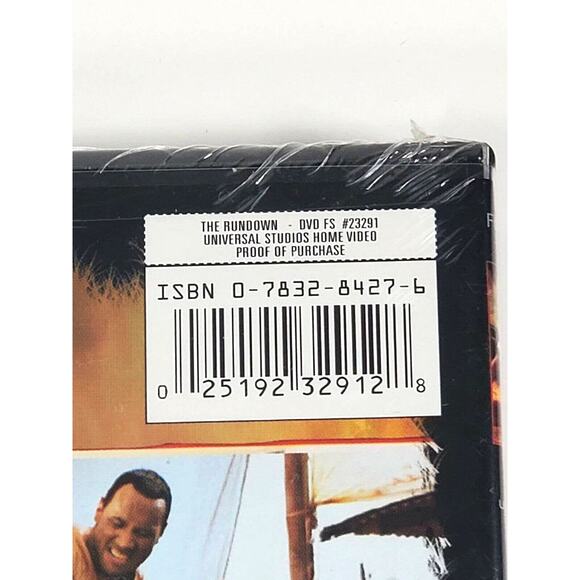 THE RUNDOWN - DVD FS #23291
UNIVERSAL STUDIOS HOME VIDEO
PROOF OF PURCHASE
ISBN 0-7832-8427-6
0 25192 32912 8